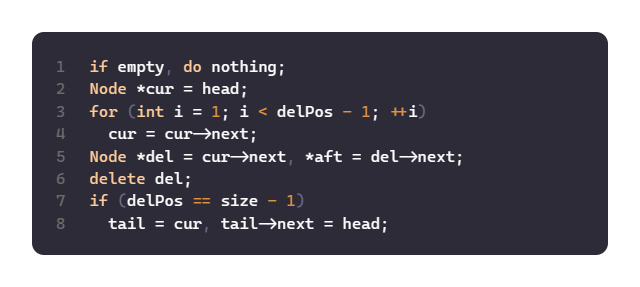 1 if empty, do nothing;
2 Node *cur = head;
3 for (int i = 1; i < delPos - 1; ++i)
4 cur = cur->next;
5 Node *del = cur->next, *aft = del->next;
6 delete del;
7 if (delPos == size - 1)
8 tail = cur, tail->next = head;